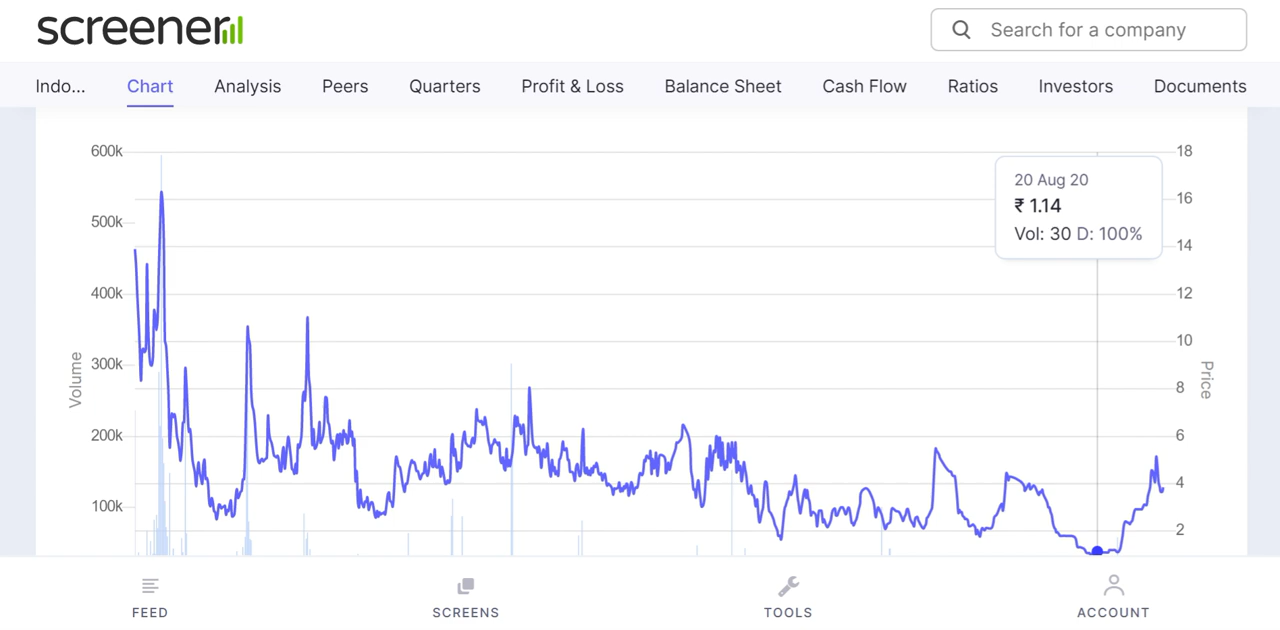 screener
Search for a company
Indo... Chart Analysis Peers Quarters Profit & Loss Balance Sheet Cash Flow Ratios Investors Documents
600k 18
20 Aug 20
₹ 1.14
Vol: 30 D: 100%
16
500k
14
400k 12
10
300k
Volume
Price
8
200k 6
4
100k
2
FEED SCREENS TOOLS ACCOUNT